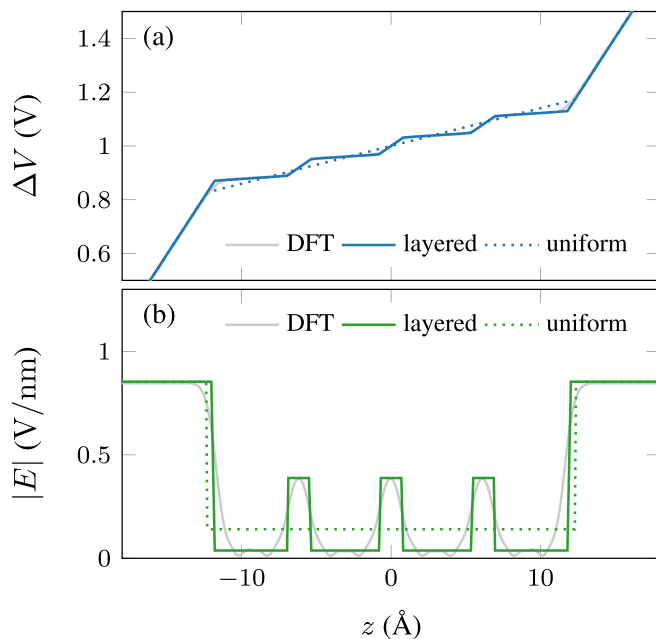 (a)
1.4
1.2
1
0.8
0.6
ΔV (V)
DFT layered uniform
(b)
DFT layered uniform
1
0.5
0
|E| (V/nm)
−10 0 10
z (Å)